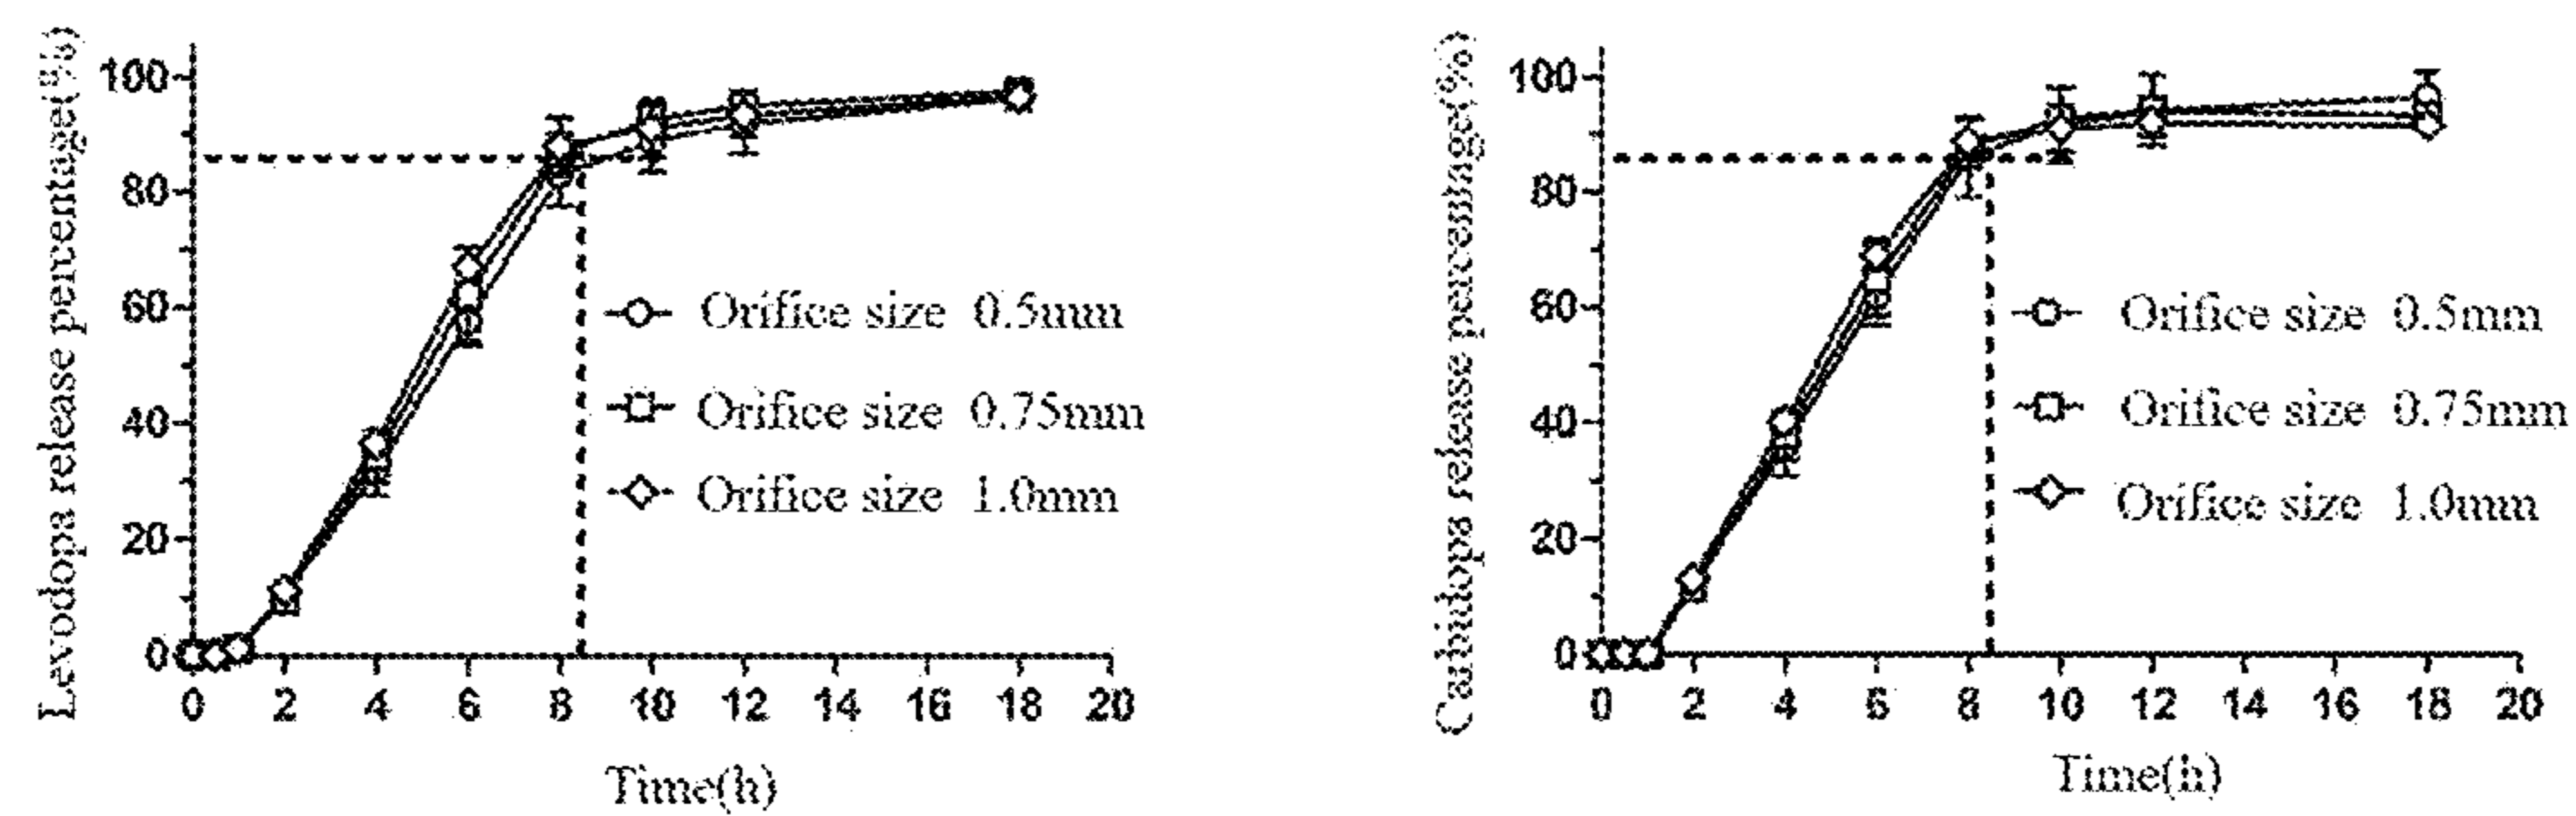 Levodopa release percentage(%)
100
80
60
40
20
0
0 2 4 6 8 10 12 14 16 18 20
Time(h)
Orifice size 0.5mm
Orifice size 0.75mm
Orifice size 1.0mm
Carbidopa release percentage(%)
100
80
60
40
20
0
0 2 4 6 8 10 12 14 16 18 20
Time(h)
Orifice size 0.5mm
Orifice size 0.75mm
Orifice size 1.0mm